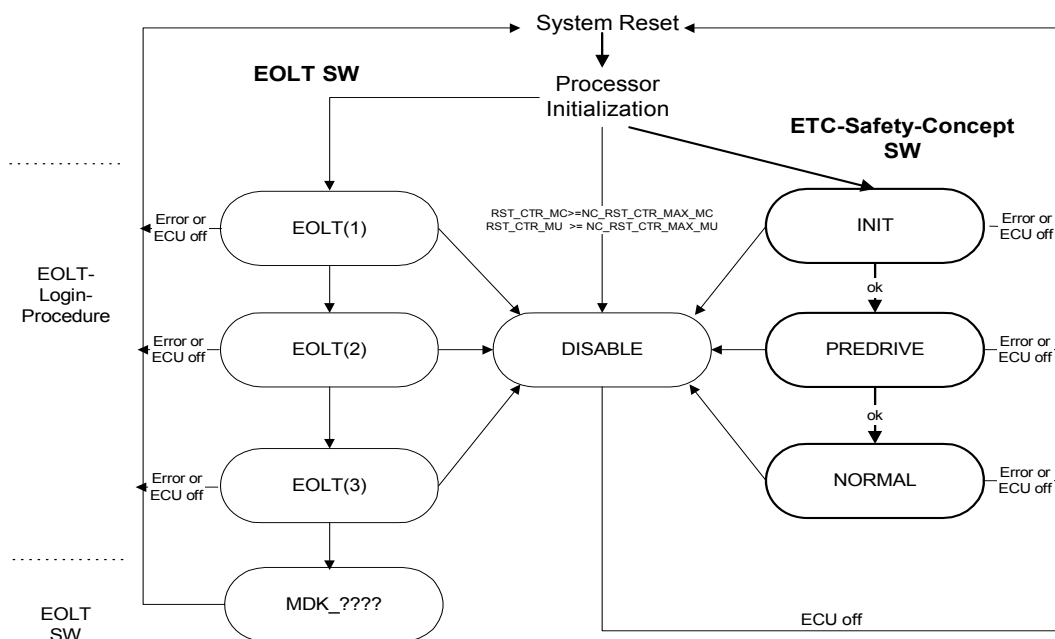 System Reset
EOLT SW
Processor
Initialization
ETC-Safety-Concept
SW
RST_CTR_MC>=NC_RST_CTR_MAX_MC
RST_CTR_MU >= NC_RST_CTR_MAX_MU
Error or
ECU off
EOLT(1)
INIT
Error or
ECU off
EOLT-
Login-
Procedure
ok
Error or
ECU off
EOLT(2)
DISABLE
PREDRIVE
Error or
ECU off
ok
Error or
ECU off
EOLT(3)
NORMAL
Error or
ECU off
MDK_????
EOLT
SW
ECU off